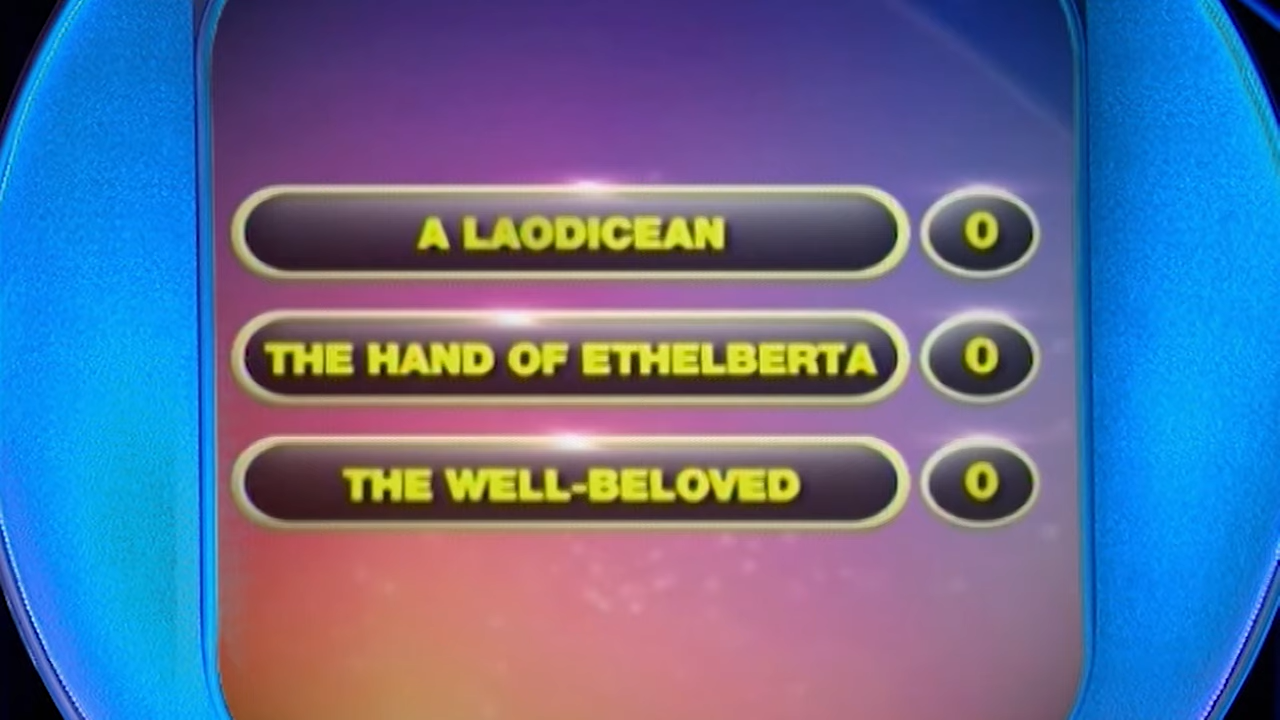 A LAODICEAN 0
THE HAND OF ETHELBERTA 0
THE WELL-BELOVED 0